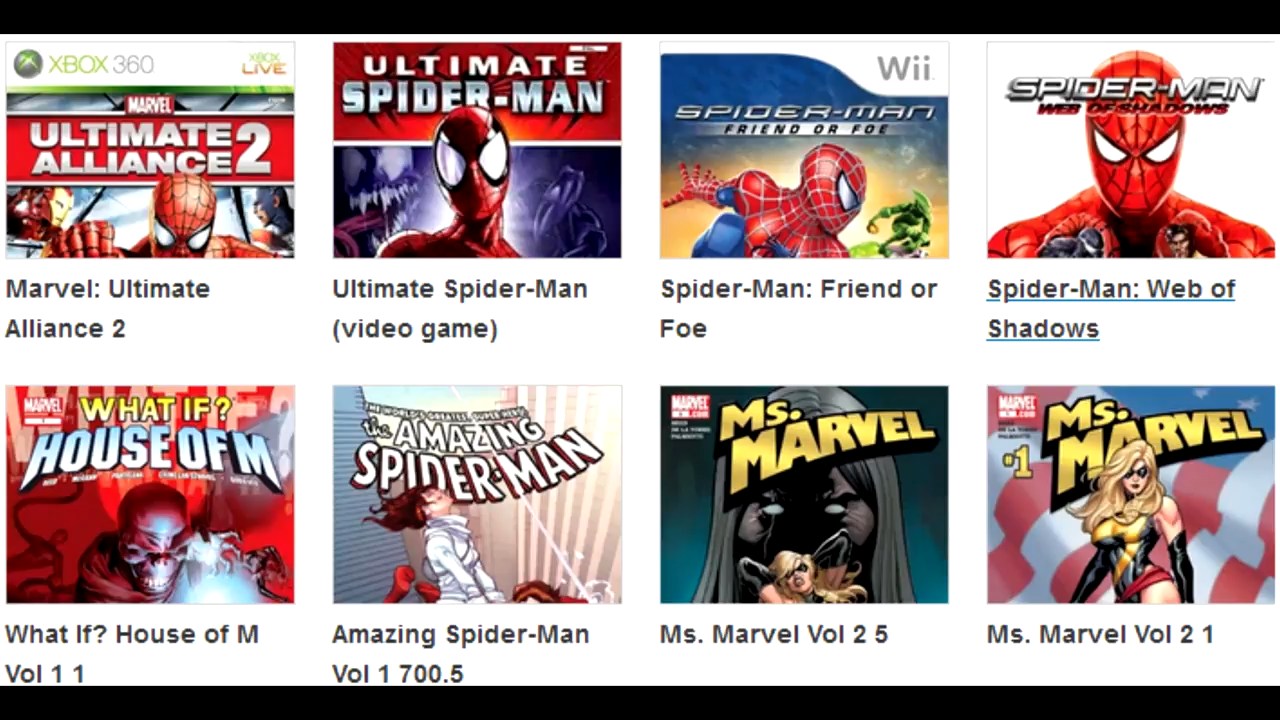 XBOX 360
XBOX
LIVE
MARVEL
ULTIMATE
ALLIANCE 2
ULTIMATE
SPIDER-MAN
Wii
SPIDER-MAN
FRIEND OR FOE
SPIDER-MAN
WEB OF SHADOWS
Marvel: Ultimate
Alliance 2
Ultimate Spider-Man
(video game)
Spider-Man: Friend or
Foe
Spider-Man: Web of
Shadows
MARVEL
WHAT IF?
HOUSE OF M
THE WORLD'S GREATEST SUPER HERO!
the AMAZING
SPIDER-MAN
MARVEL
Ms.
MARVEL
MARVEL
#1
Ms.
MARVEL
What If? House of M
Vol 1 1
Amazing Spider-Man
Vol 1 700.5
Ms. Marvel Vol 2 5
Ms. Marvel Vol 2 1